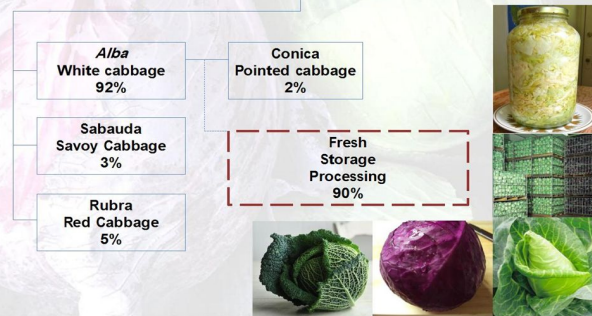 Alba
White cabbage
92%
Conica
Pointed cabbage
2%
Sabauda
Savoy Cabbage
3%
Fresh
Storage
Processing
90%
Rubra
Red Cabbage
5%